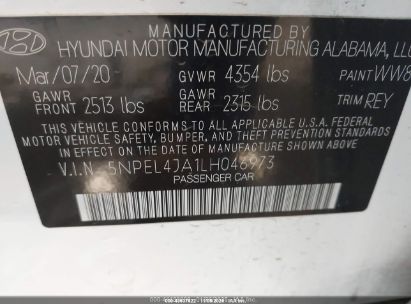 MANUFACTURED BY
HYUNDAI MOTOR MANUFACTURING ALABAMA, LLC
Mar/07/20 GVWR 4354 lbs PAINT WW8
GAWR FRONT 2513 lbs GAWR REAR 2315 lbs TRIM REY
THIS VEHICLE CONFORMS TO ALL APPLICABLE U.S. FEDERAL
MOTOR VEHICLE SAFETY, BUMPER, AND THEFT PREVENTION
STANDARDS IN EFFECT ON THE DATE OF MANUFACTURE SHOWN ABOVE.
V.I.N. 5NPEL4JA1LH046973
PASSENGER CAR